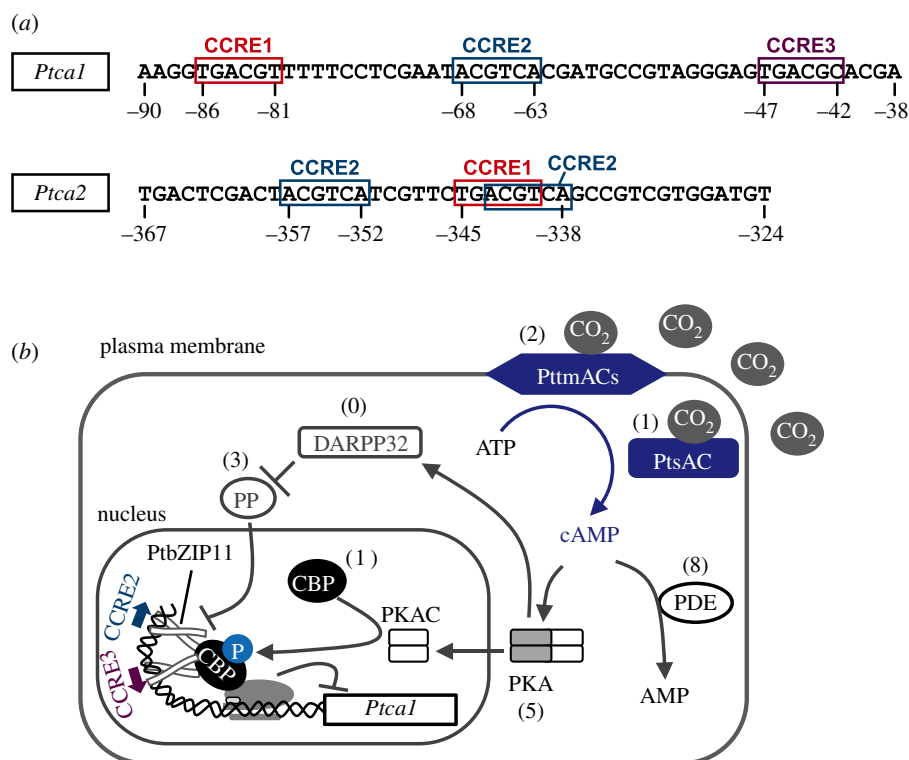 (a)
CCRE1 CCRE2 CCRE3
Ptca1 AAGGTGACGTTTTTTCCTCGAATACGTCACGATGCCCGTAGGGAGTGACGCACGA
–90 –86 –81 –68 –63 –47 –42 –38
CCRE2 CCRE1 CCRE2
Ptca2 TGACTCGACTACGTCATCGTTCTGACGTCAGCCGTCGTGGATGT
–367 –357 –352 –345 –338 –324
(b)
plasma membrane
(2) CO2 CO2
PttmACs
CO2
(0)
DARPP32
ATP
(1) CO2 CO2
PtsAC
(3)
PP
nucleus
cAMP
PtbZIP11
CBP (1)
(8)
PDE
CCRE2
PKAC
CBP P
CCRE3
PKA
(5)
AMP
Ptca1